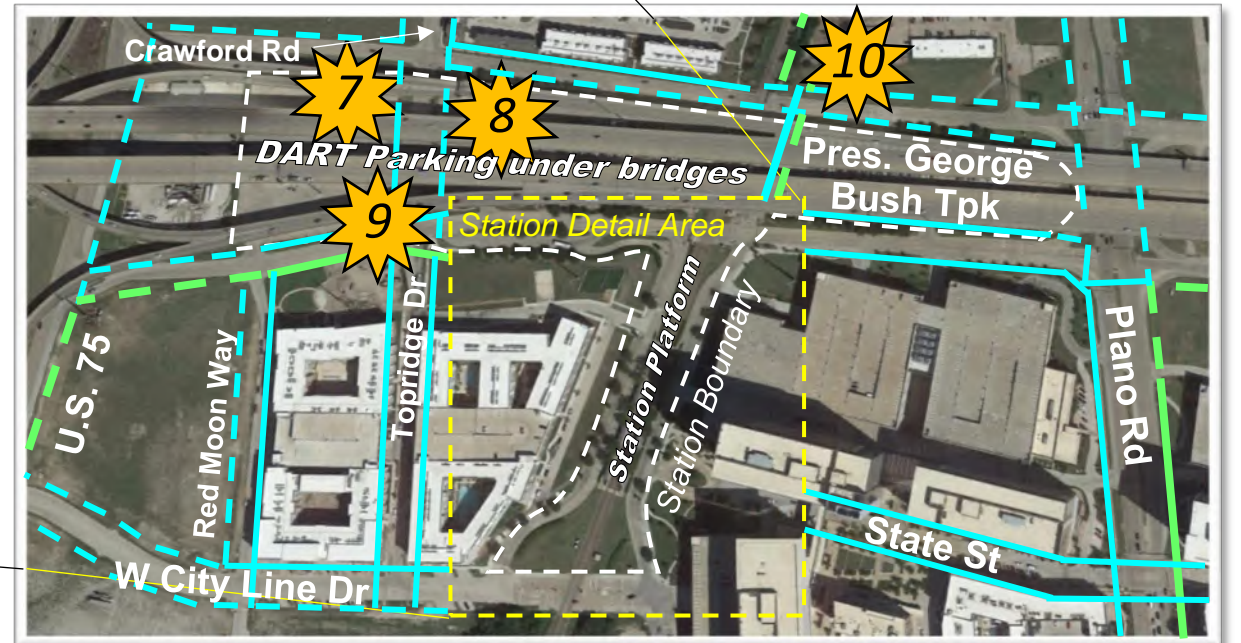 Crawford Rd
7
8
10
DART Parking under bridges
Pres. George
Bush Tpk
9
Station Detail Area
U.S. 75
Red Moon Way
Topridge Dr
Station Platform
Station Boundary
Plano Rd
State St
W City Line Dr